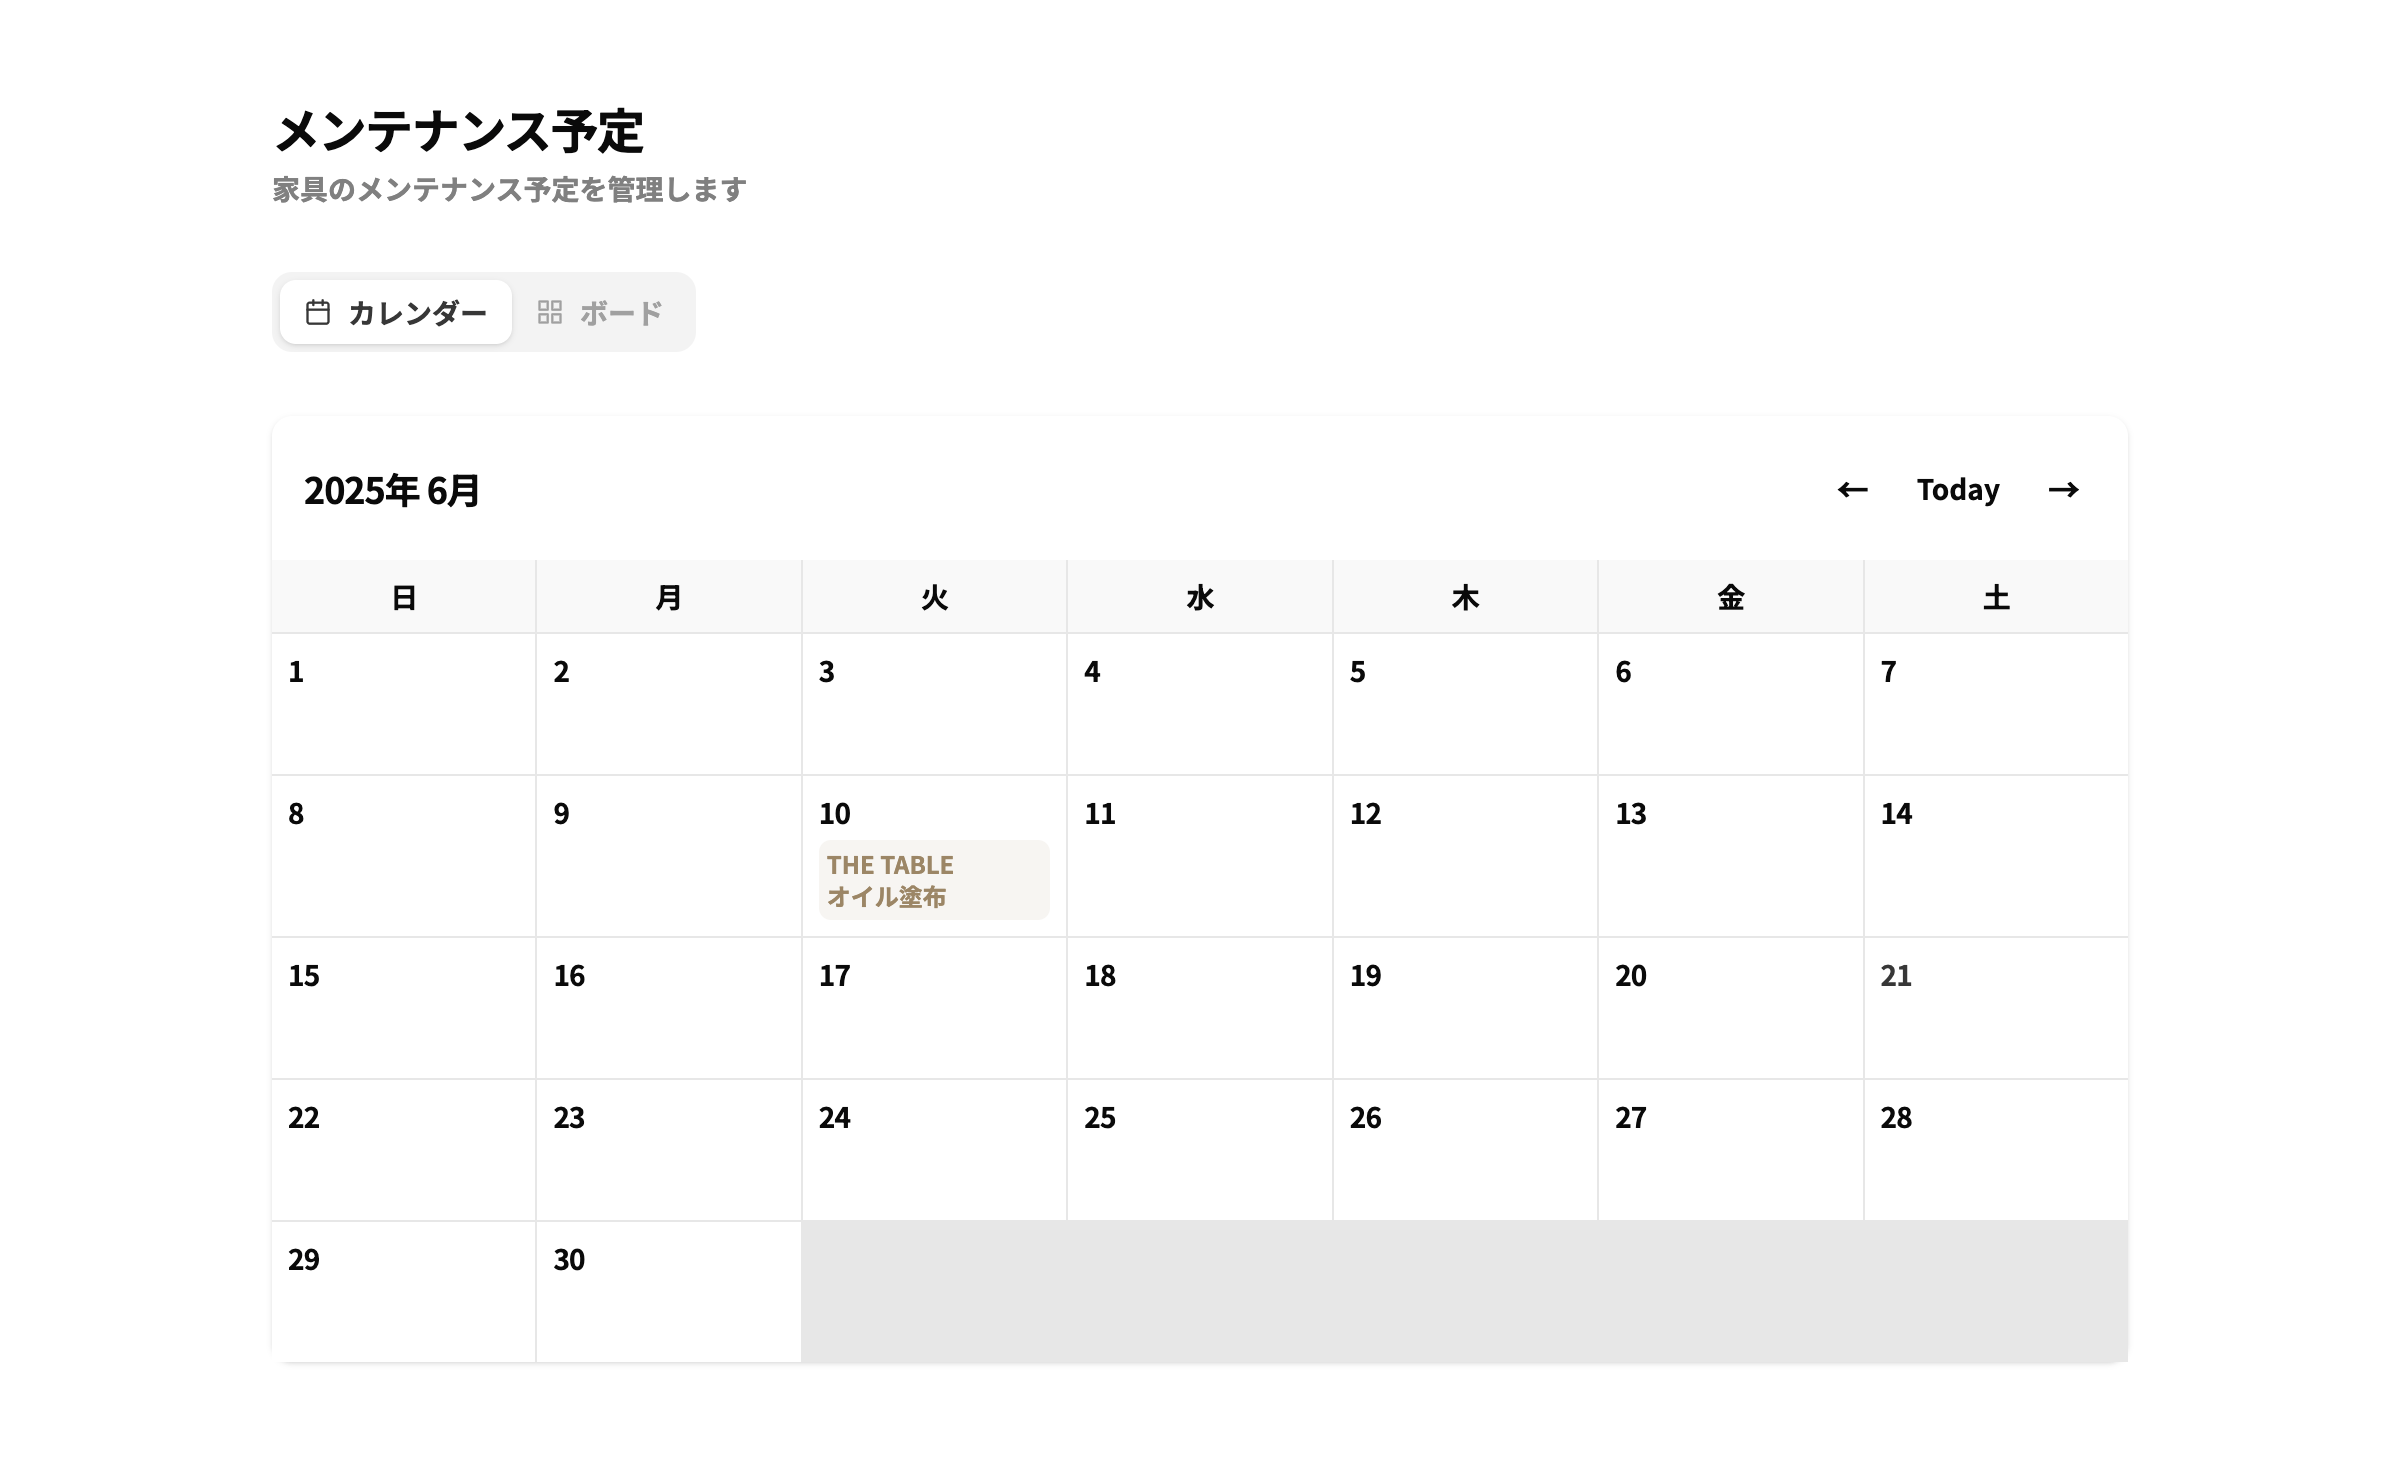 メンテナンス予定
家具のメンテナンス予定を管理します
カレンダー ボード
2025年 6月 ← Today →
日 月 火 水 木 金 土
1 2 3 4 5 6 7
8 9 10 11 12 13 14
THE TABLE
オイル塗布
15 16 17 18 19 20 21
22 23 24 25 26 27 28
29 30